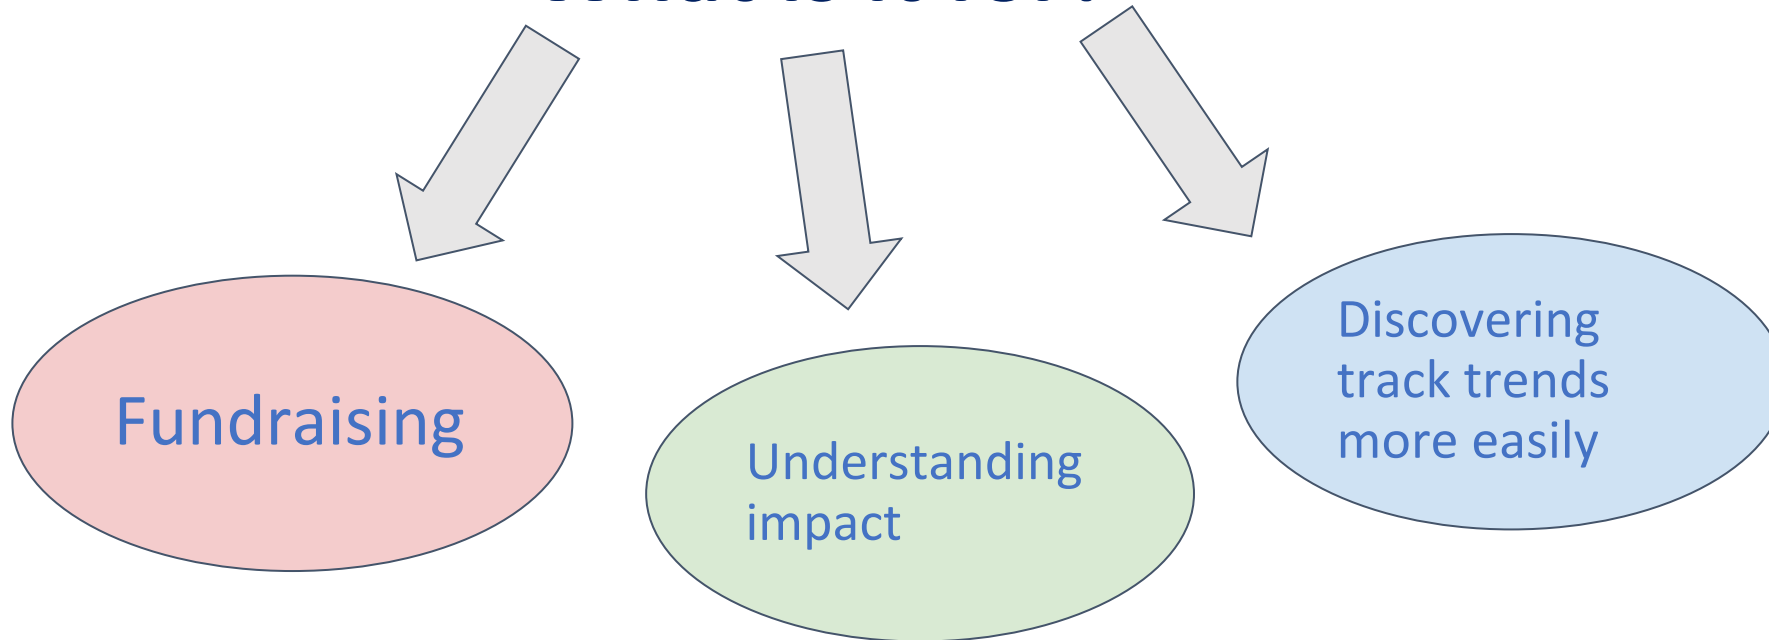 Fundraising
Understanding
impact
Discovering
track trends
more easily